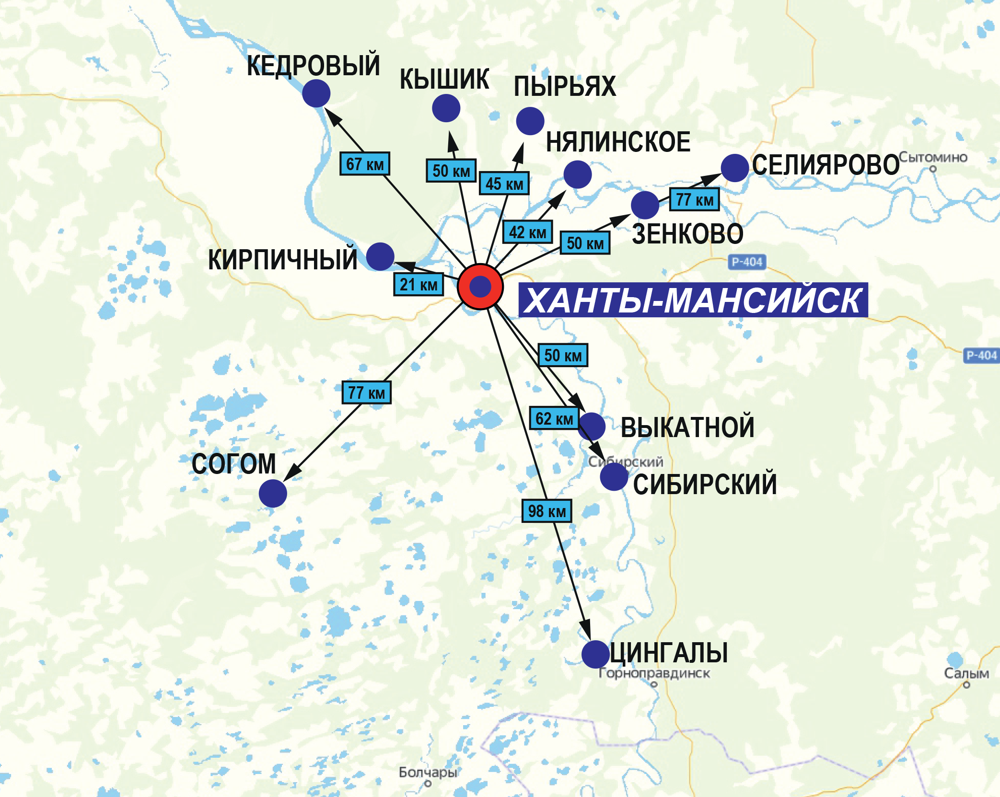 КЕДРОВЫЙ
КЫШИК
ПЫРЬЯХ
НЯЛИНСКОЕ
СЕЛИЯРОВО
Сытомино
67 км
50 км
45 км
77 км
42 км
50 км
ЗЕНКОВО
КИРПИЧНЫЙ
21 км
Р-404
ХАНТЫ-МАНСИЙСК
50 км
Р-404
77 км
62 км
ВЫКАТНОЙ
СОГОМ
Сибирский
СИБИРСКИЙ
98 км
ЦИНГАЛЫ
Горноправдинск
Салым
Болчары